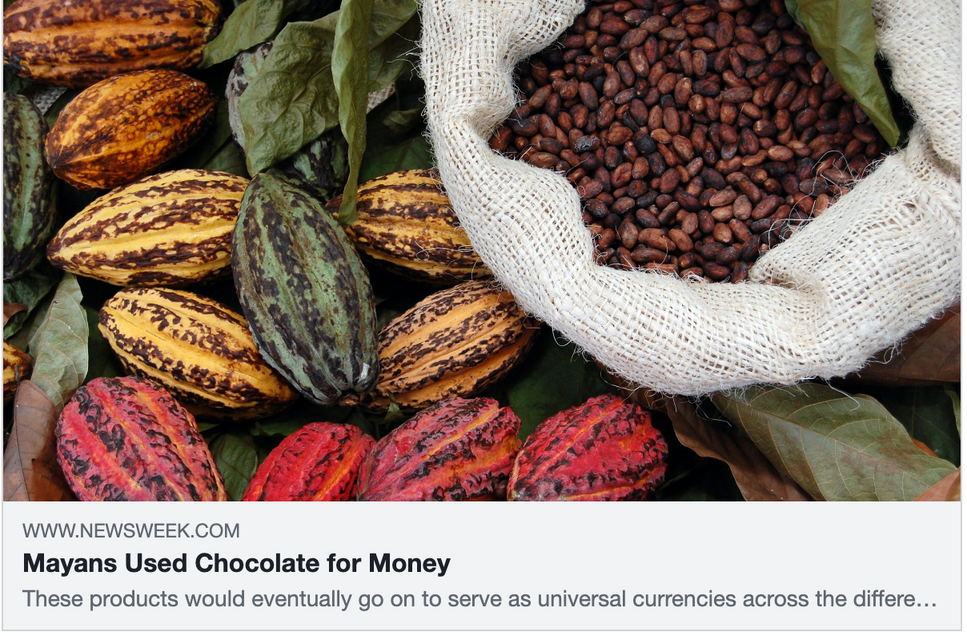 WWW.NEWSWEEK.COM
Mayans Used Chocolate for Money
These products would eventually go on to serve as universal currencies across the differe…